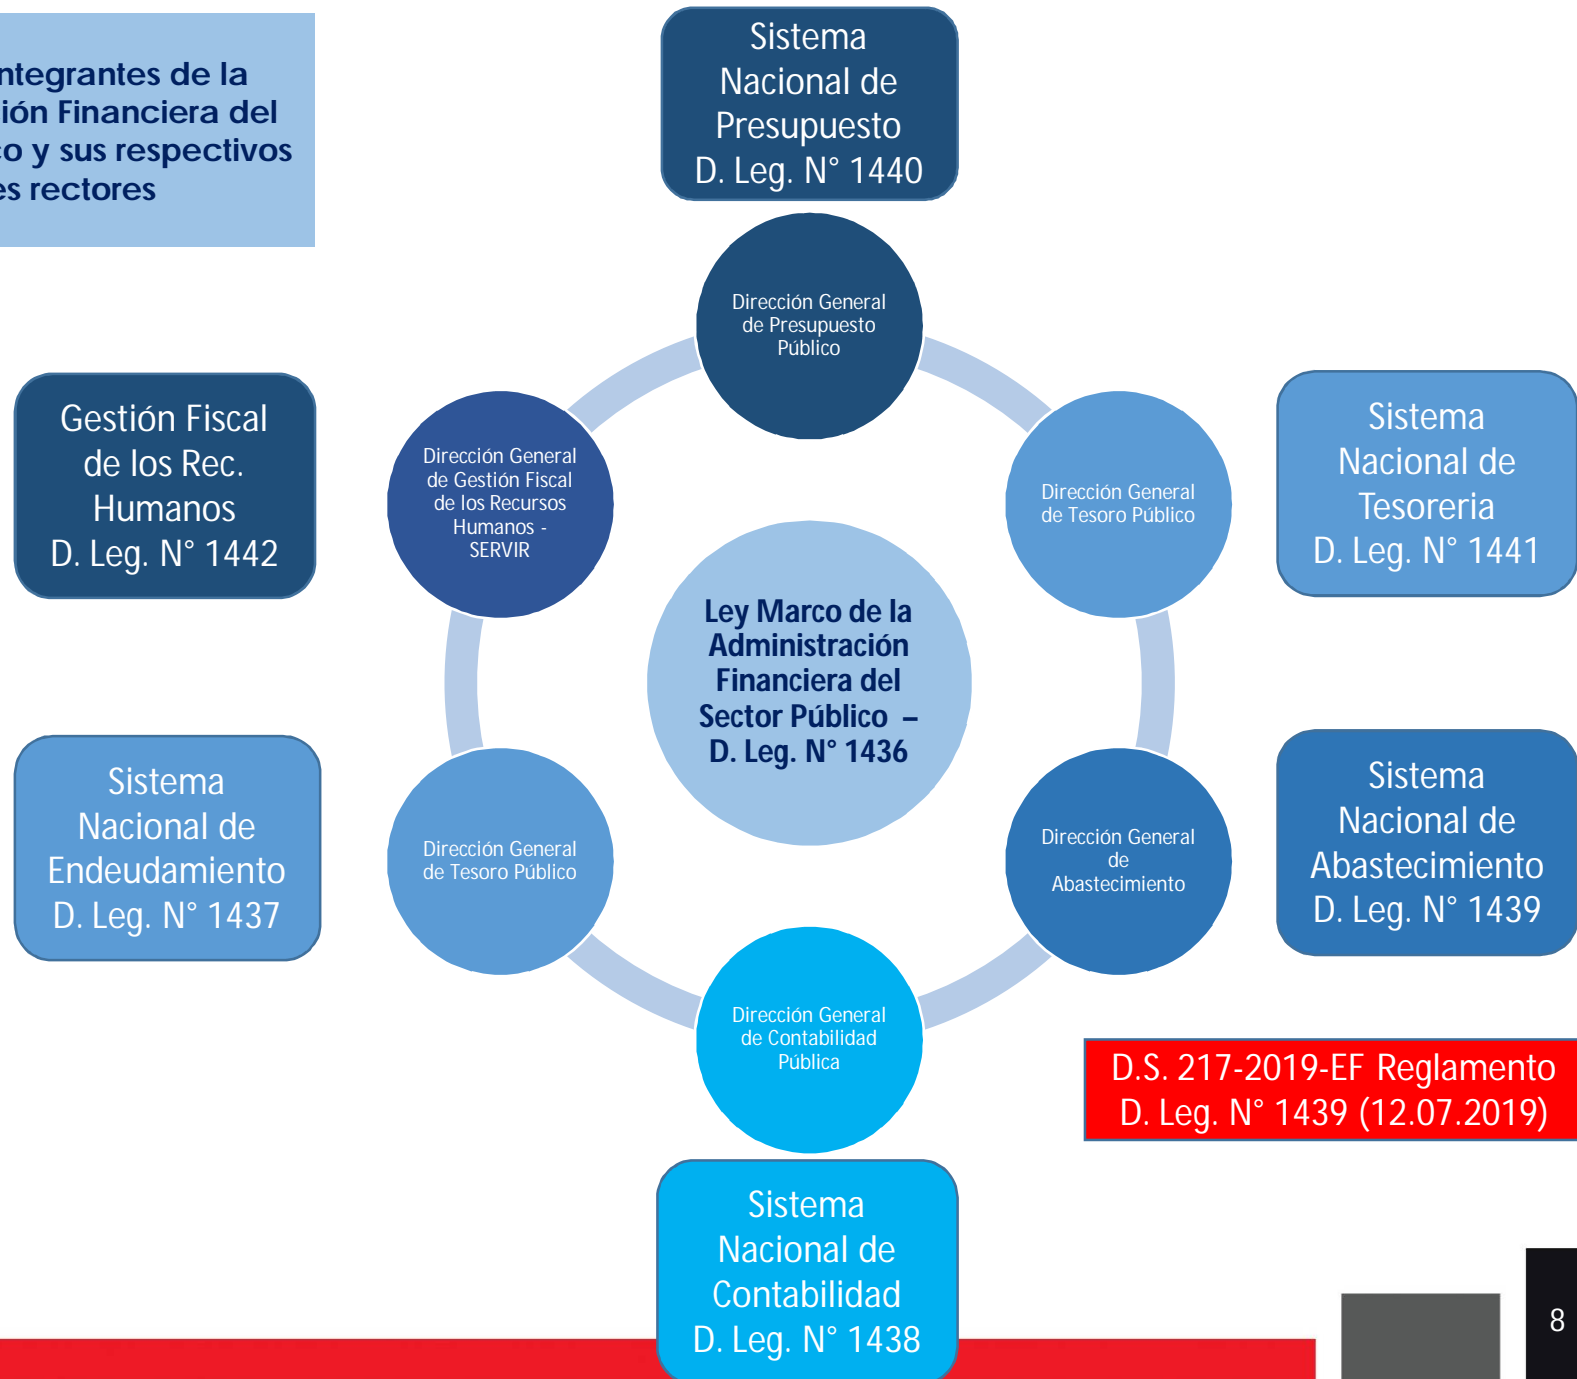 ntegrantes de la
ión Financiera del
co y sus respectivos
es rectores
Sistema
Nacional de
Presupuesto
D. Leg. N° 1440
Dirección General
de Presupuesto
Público
Gestión Fiscal
de los Rec.
Humanos
D. Leg. N° 1442
Dirección General
de Gestión Fiscal
de los Recursos
Humanos -
SERVIR
Dirección General
de Tesoro Público
Sistema
Nacional de
Tesoreria
D. Leg. N° 1441
Ley Marco de la
Administración
Financiera del
Sector Público –
D. Leg. N° 1436
Sistema
Nacional de
Endeudamiento
D. Leg. N° 1437
Dirección General
de Tesoro Público
Dirección General
de
Abastecimiento
Sistema
Nacional de
Abastecimiento
D. Leg. N° 1439
Dirección General
de Contabilidad
Pública
D.S. 217-2019-EF Reglamento
D. Leg. N° 1439 (12.07.2019)
Sistema
Nacional de
Contabilidad
D. Leg. N° 1438
8